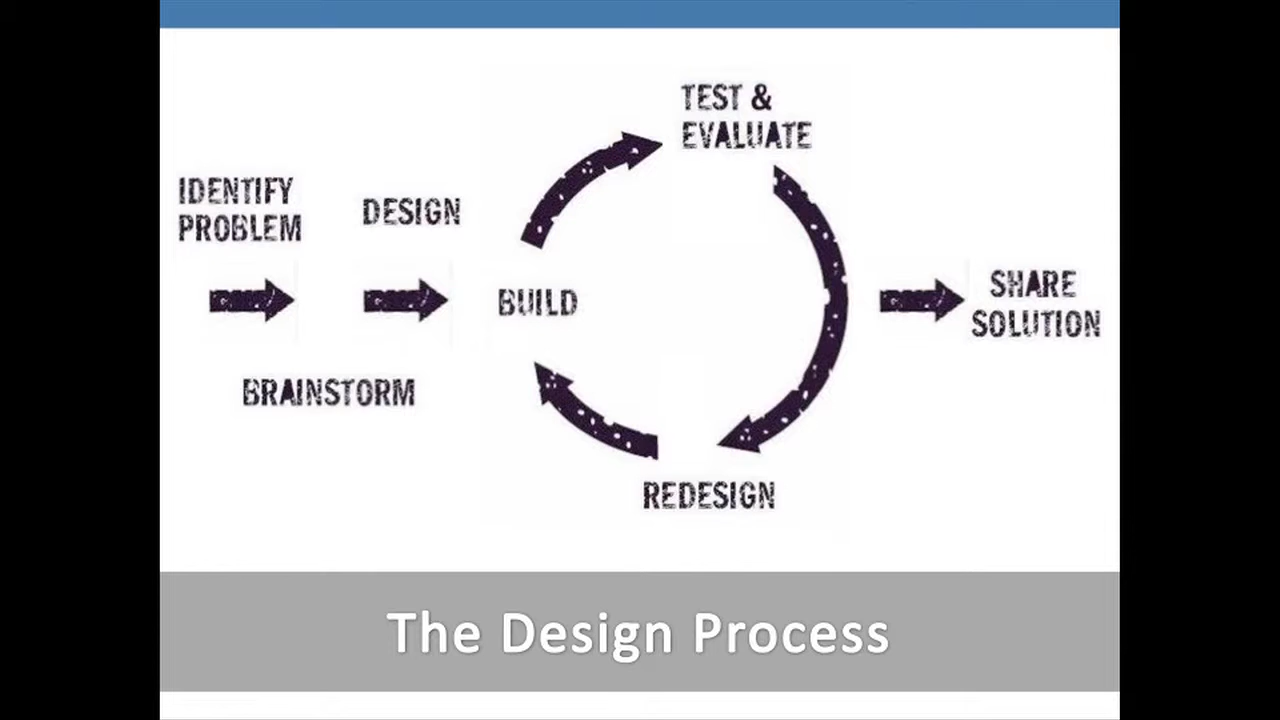 IDENTIFY
PROBLEM
BRAINSTORM
DESIGN
BUILD
TEST &
EVALUATE
REDESIGN
SHARE
SOLUTION
The Design Process